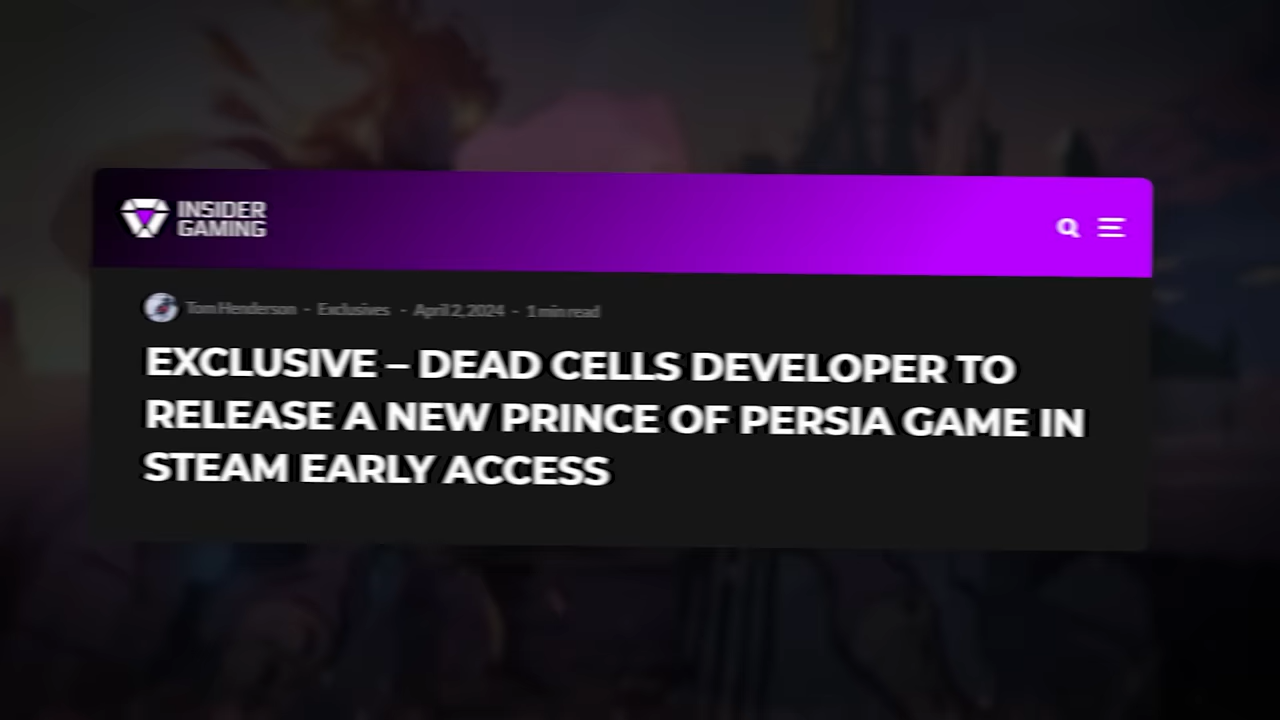 INSIDER
GAMING
Tom Henderson - Exclusives - April 2, 2024 - 1 min read
EXCLUSIVE – DEAD CELLS DEVELOPER TO
RELEASE A NEW PRINCE OF PERSIA GAME IN
STEAM EARLY ACCESS